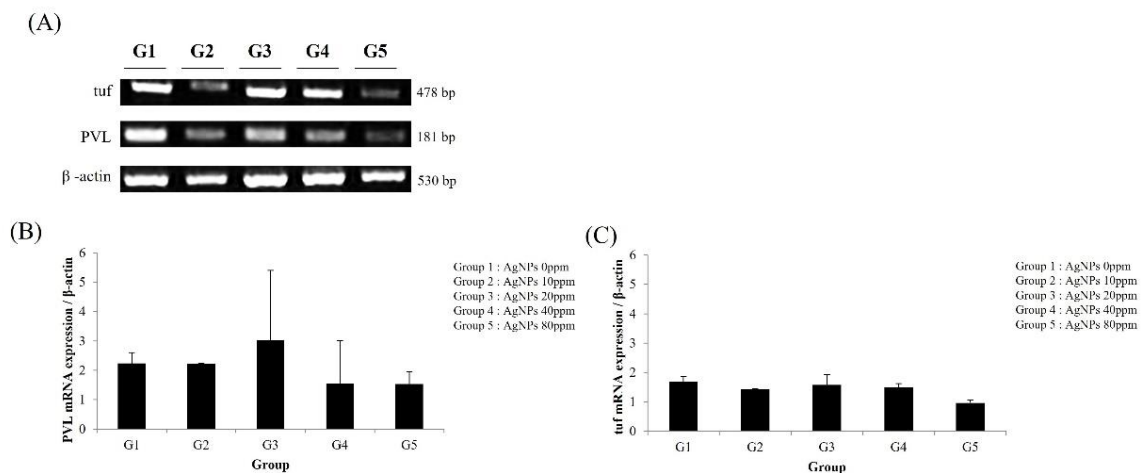 (A)
G1 G2 G3 G4 G5
tuf 478 bp
PVL 181 bp
β -actin 530 bp
(B)
PVL mRNA expression / β-actin
6
5
4
3
2
1
0
G1 G2 G3 G4 G5
Group
Group 1 : AgNPs 0ppm
Group 2 : AgNPs 10ppm
Group 3 : AgNPs 20ppm
Group 4 : AgNPs 40ppm
Group 5 : AgNPs 80ppm
(C)
tuf mRNA expression / β-actin
6
5
4
3
2
1
0
G1 G2 G3 G4 G5
Group
Group 1 : AgNPs 0ppm
Group 2 : AgNPs 10ppm
Group 3 : AgNPs 20ppm
Group 4 : AgNPs 40ppm
Group 5 : AgNPs 80ppm